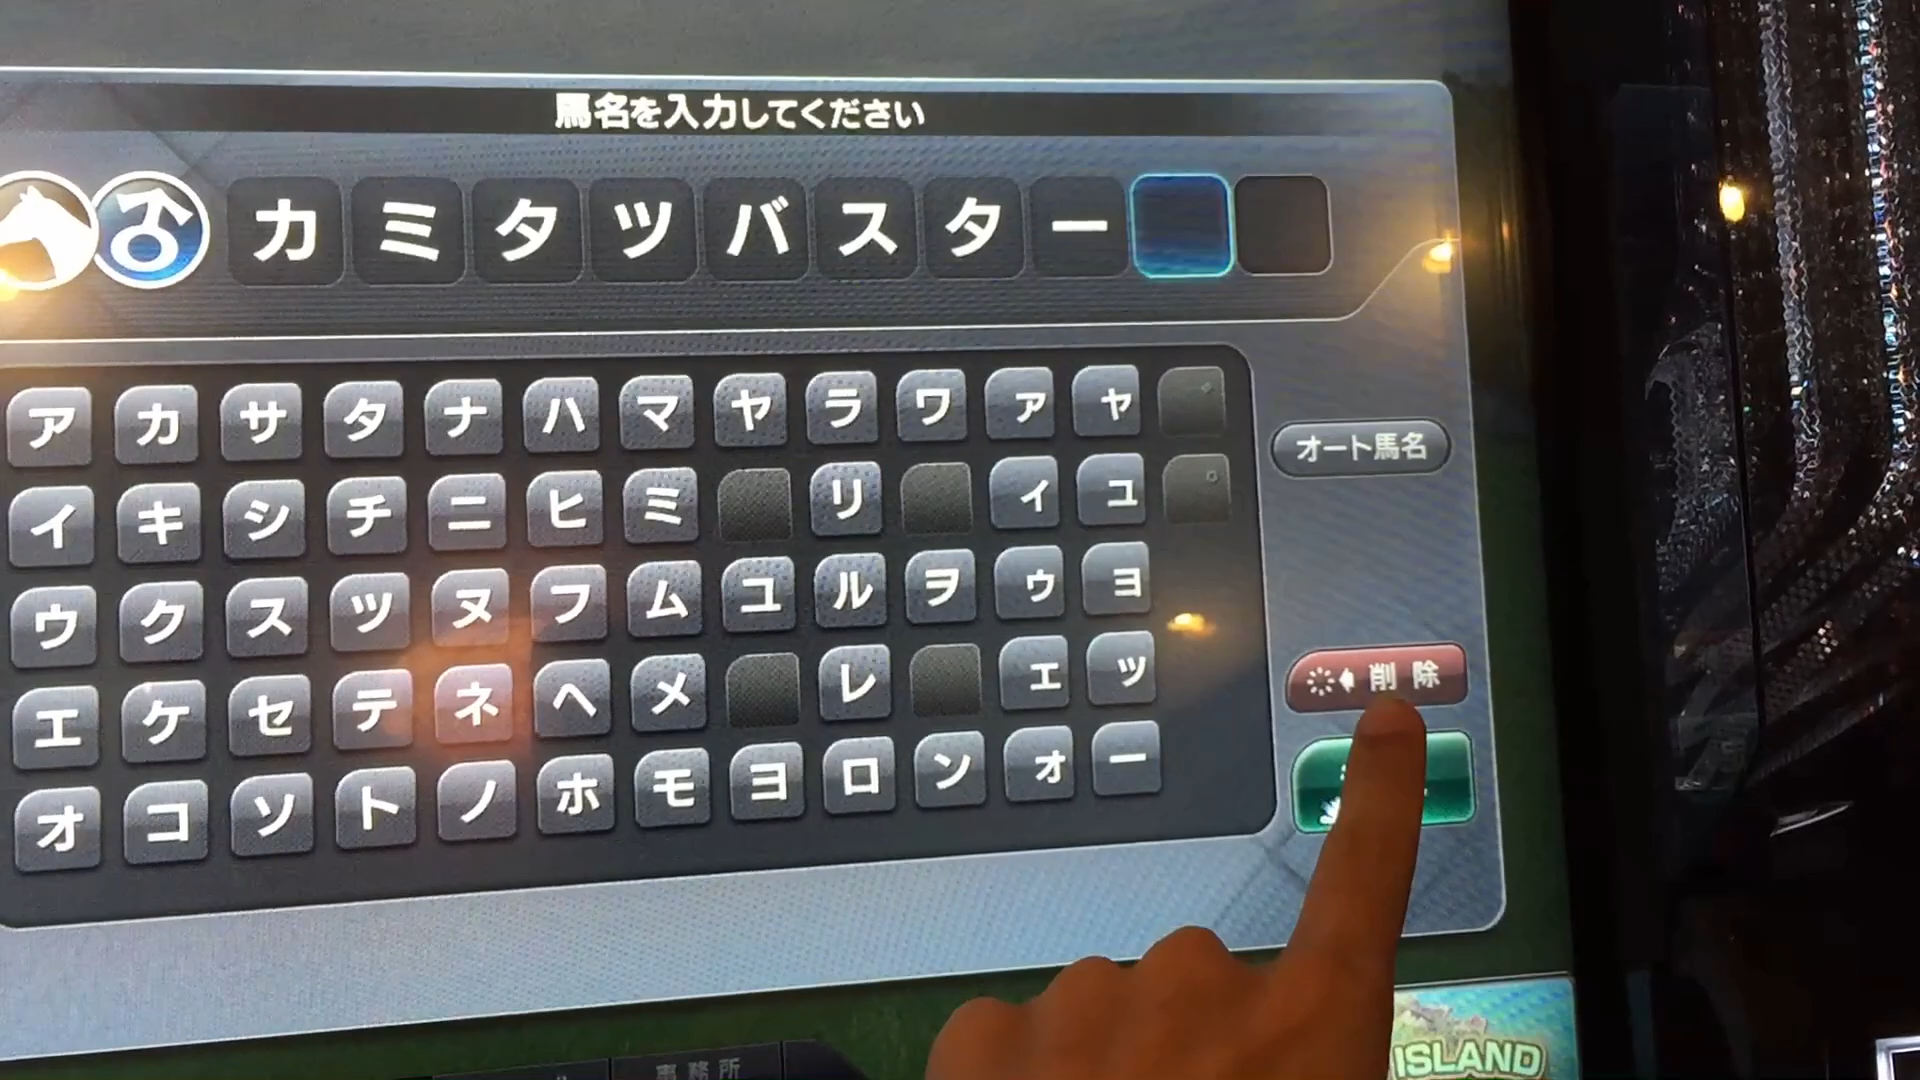 馬名を入力してください
カミタツバスター
アカサタナハマヤラワァャ゛
オート馬名
イキシチニヒミリィュ゜
ウクスツヌフムユルヲゥョ
エケセテネヘメレェッ
削除
オコソトノホモヨロンォー
事務所
ISLAND